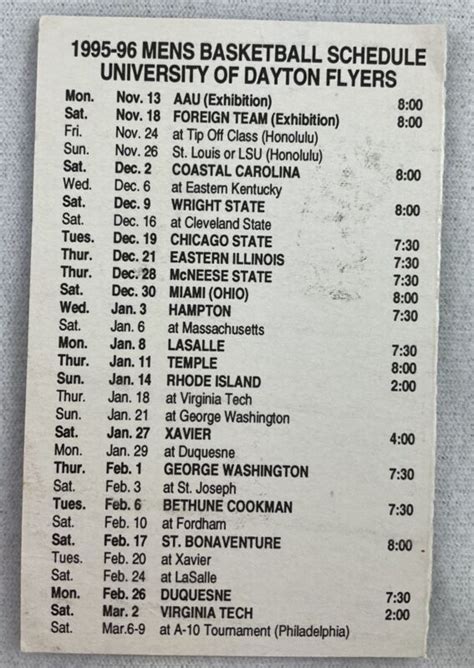 1995-96 MENS BASKETBALL SCHEDULE
UNIVERSITY OF DAYTON FLYERS
Mon. Nov. 13 AAU (Exhibition) 8:00
Sat. Nov. 18 FOREIGN TEAM (Exhibition) 8:00
Fri. Nov. 24 at Tip Off Class (Honolulu)
Sun. Nov. 26 St. Louis or LSU (Honolulu)
Sat. Dec. 2 COASTAL CAROLINA 8:00
Wed. Dec. 6 at Eastern Kentucky
Sat. Dec. 9 WRIGHT STATE 8:00
Sat. Dec. 16 at Cleveland State
Tues. Dec. 19 CHICAGO STATE 7:30
Thur. Dec. 21 EASTERN ILLINOIS 7:30
Thur. Dec. 28 McNEESE STATE 7:30
Sat. Dec. 30 MIAMI (OHIO) 8:00
Wed. Jan. 3 HAMPTON 7:30
Sat. Jan. 6 at Massachusetts
Mon. Jan. 8 LASALLE 7:30
Thur. Jan. 11 TEMPLE 8:00
Sun. Jan. 14 RHODE ISLAND 2:00
Thur. Jan. 18 at Virginia Tech
Sun. Jan. 21 at George Washington
Sat. Jan. 27 XAVIER 4:00
Mon. Jan. 29 at Duquesne
Thur. Feb. 1 GEORGE WASHINGTON 7:30
Sat. Feb. 3 at St. Joseph
Tues. Feb. 6 BETHUNE COOKMAN 7:30
Sat. Feb. 10 at Fordham
Sat. Feb. 17 ST. BONAVENTURE 8:00
Tues. Feb. 20 at Xavier
Sat. Feb. 24 at LaSalle
Mon. Feb. 26 DUQUESNE 7:30
Sat. Mar. 2 VIRGINIA TECH 2:00
Sat. Mar.6-9 at A-10 Tournament (Philadelphia)